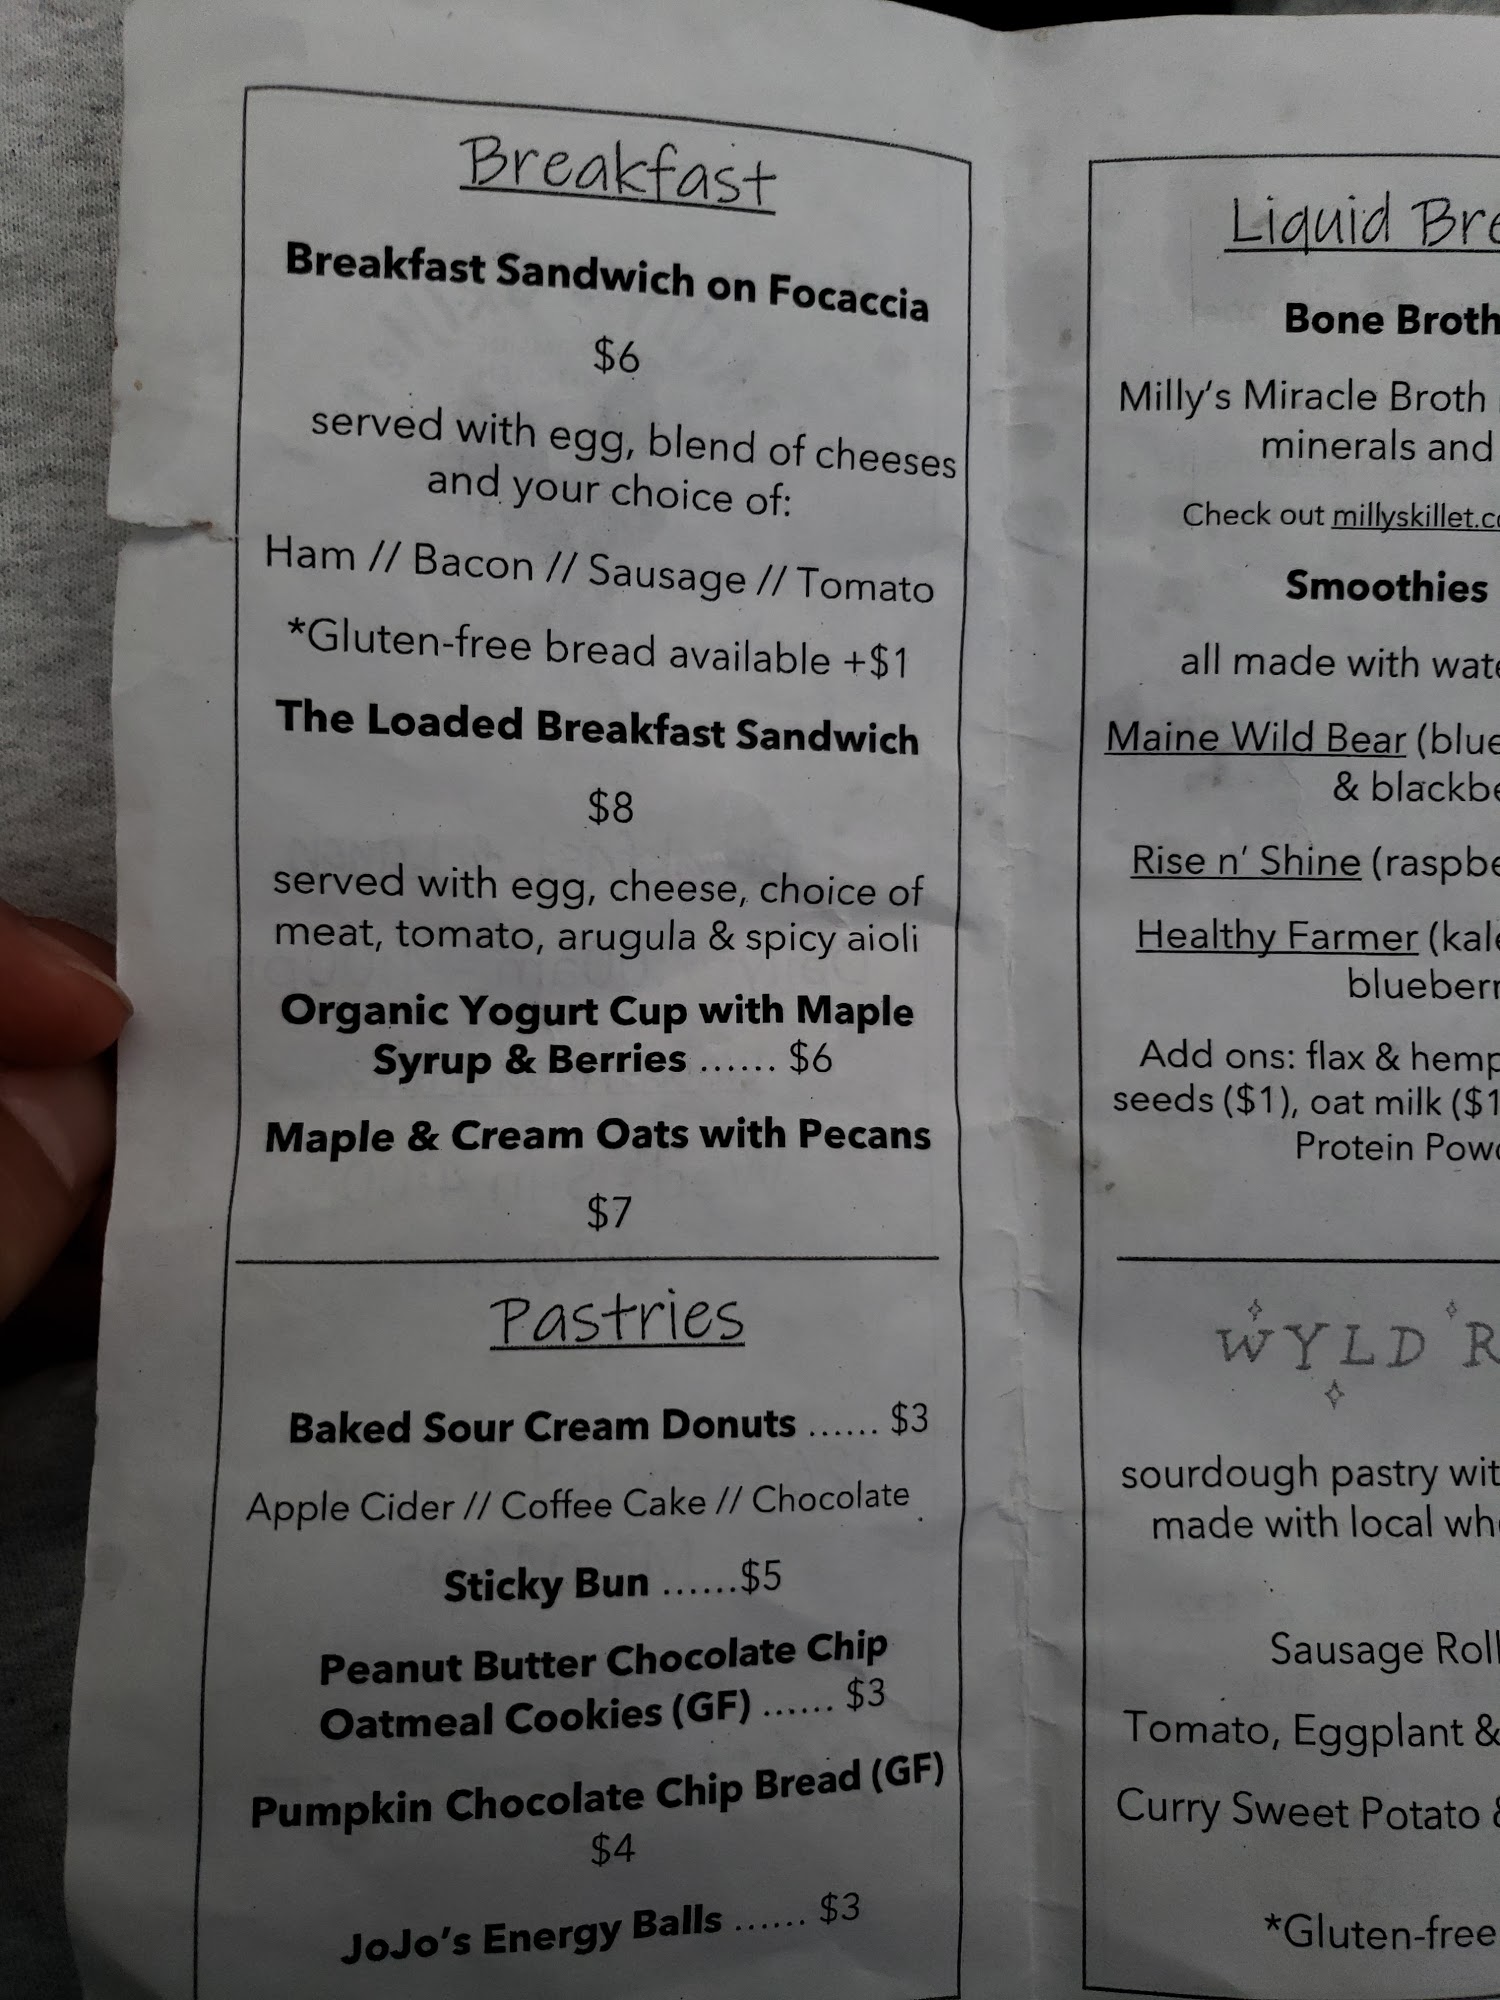 Breakfast
Breakfast Sandwich on Focaccia
$6
served with egg, blend of cheeses
and your choice of:
Ham // Bacon // Sausage // Tomato
*Gluten-free bread available +$1
The Loaded Breakfast Sandwich
$8
served with egg, cheese, choice of
meat, tomato, arugula & spicy aioli
Organic Yogurt Cup with Maple
Syrup & Berries ...... $6
Maple & Cream Oats with Pecans
$7
Pastries
Baked Sour Cream Donuts ...... $3
Apple Cider // Coffee Cake // Chocolate
Sticky Bun ......$5
Peanut Butter Chocolate Chip
Oatmeal Cookies (GF) ...... $3
Pumpkin Chocolate Chip Bread (GF)
$4
JoJo's Energy Balls ...... $3
Liquid
Bone Broth
Milly's Miracle Broth
minerals and
Check out
Smoothies
all made with
Maine Wild Bear
&
Rise n' Shine
Healthy Farmer
Add ons: flax & hemp
seeds ($1), oat milk
Protein
WYLD
sourdough pastry
made with local
Sausage
Tomato, Eggplant &
Curry Sweet Potato
*Gluten-free